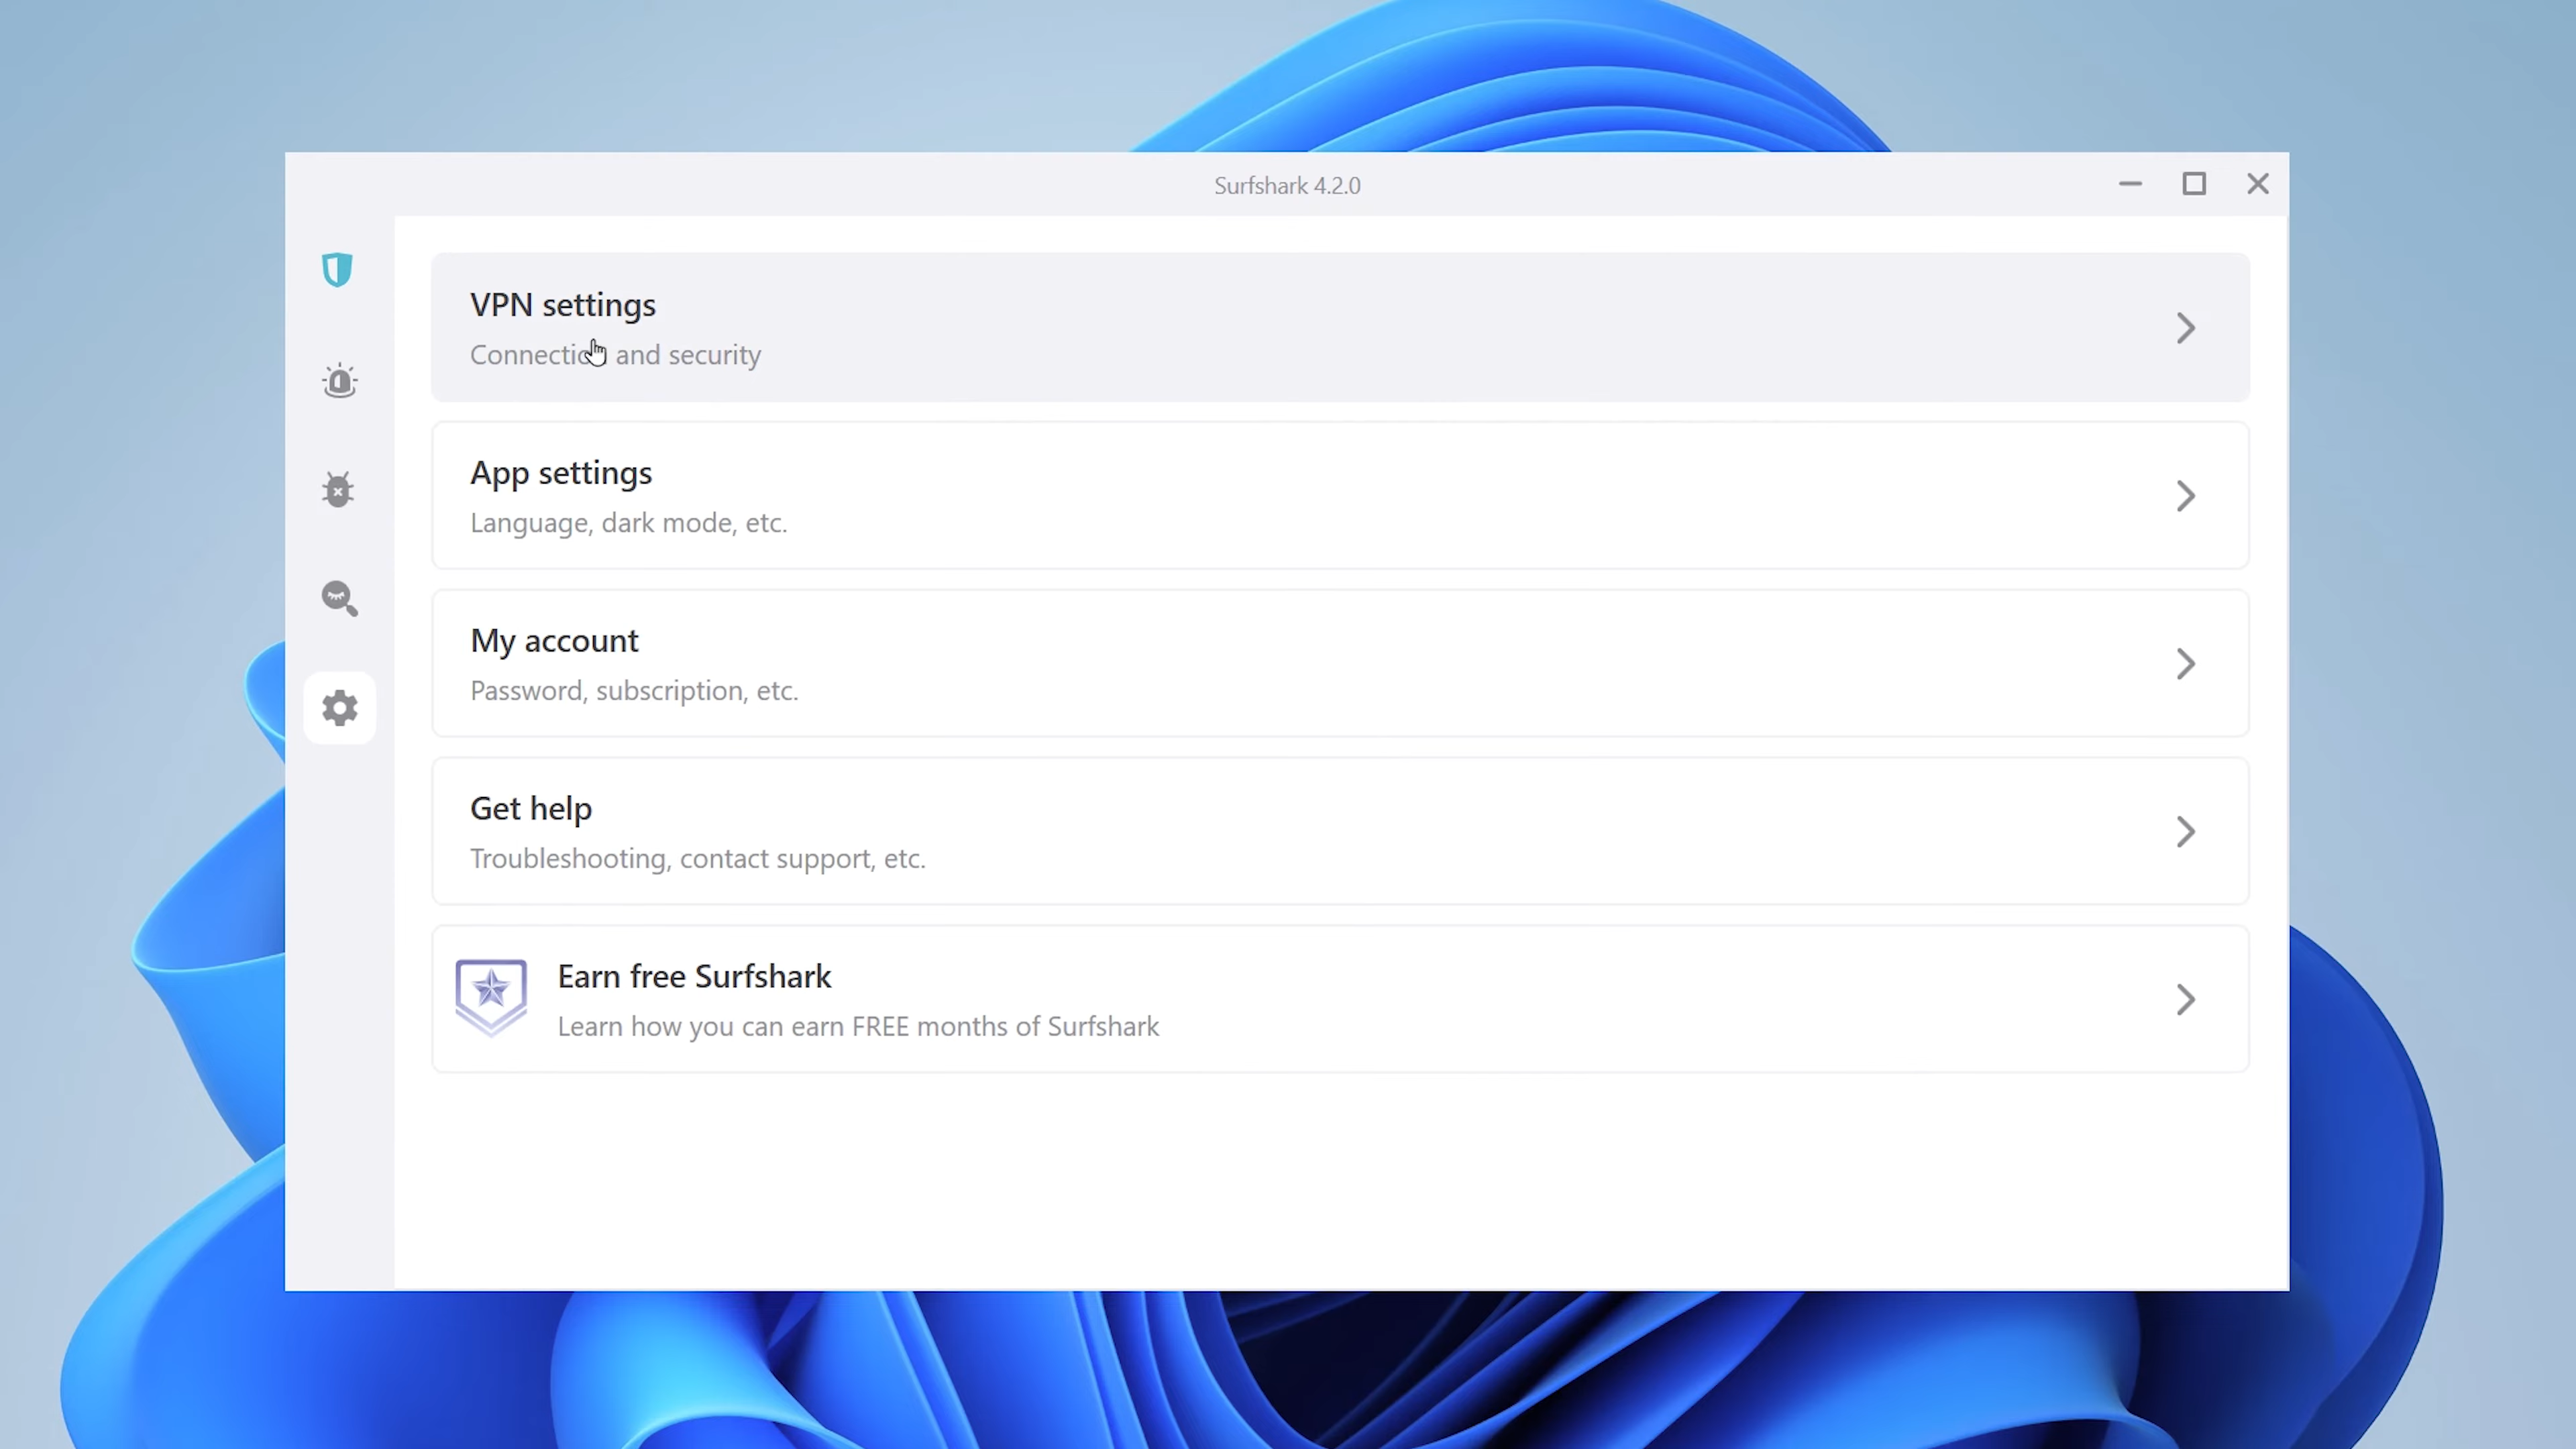 Surfshark 4.2.0
VPN settings
Connection and security
App settings
Language, dark mode, etc.
My account
Password, subscription, etc.
Get help
Troubleshooting, contact support, etc.
Earn free Surfshark
Learn how you can earn FREE months of Surfshark